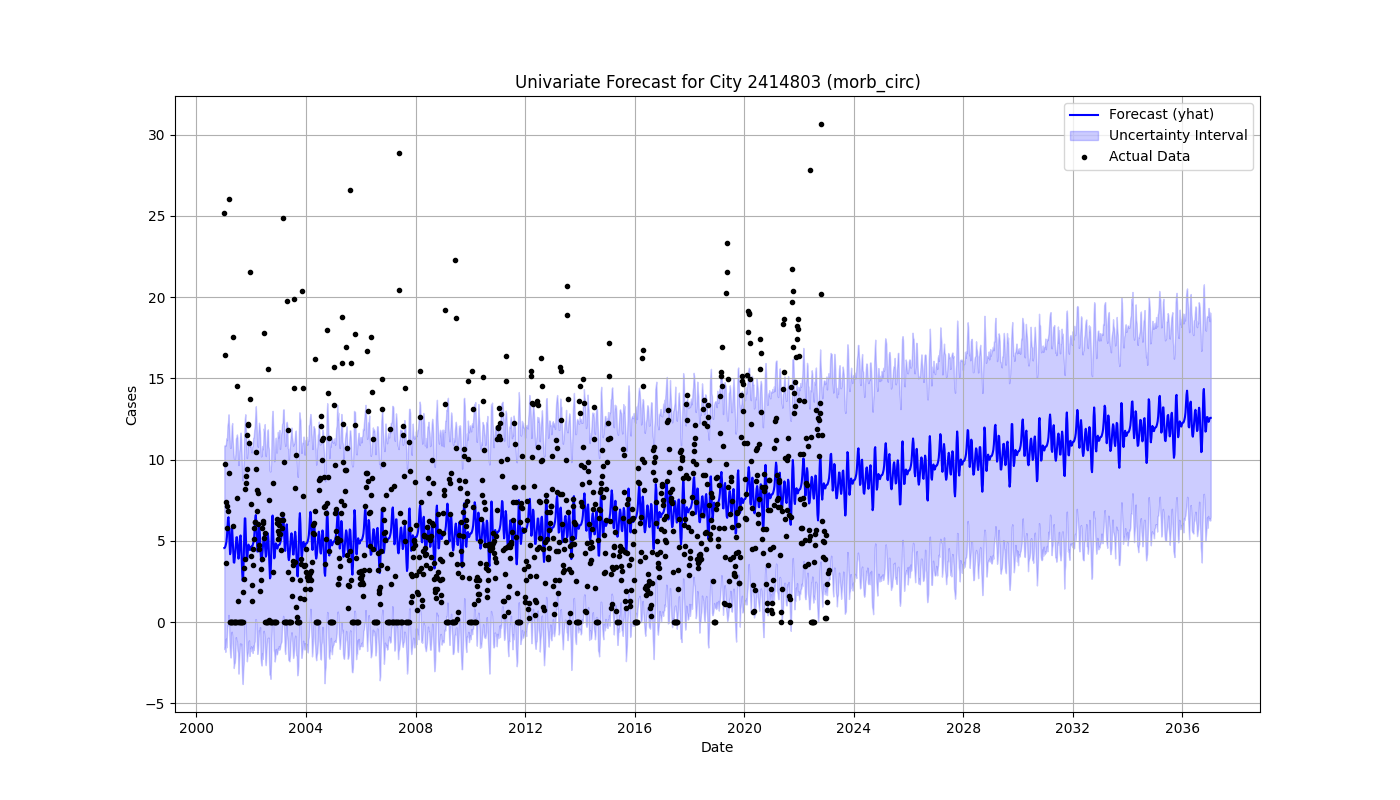 Univariate Forecast for City 2414803 (morb_circ)
Forecast (yhat)
Uncertainty Interval
Actual Data
Cases
30
25
20
15
10
5
0
−5
2000 2004 2008 2012 2016 2020 2024 2028 2032 2036
Date